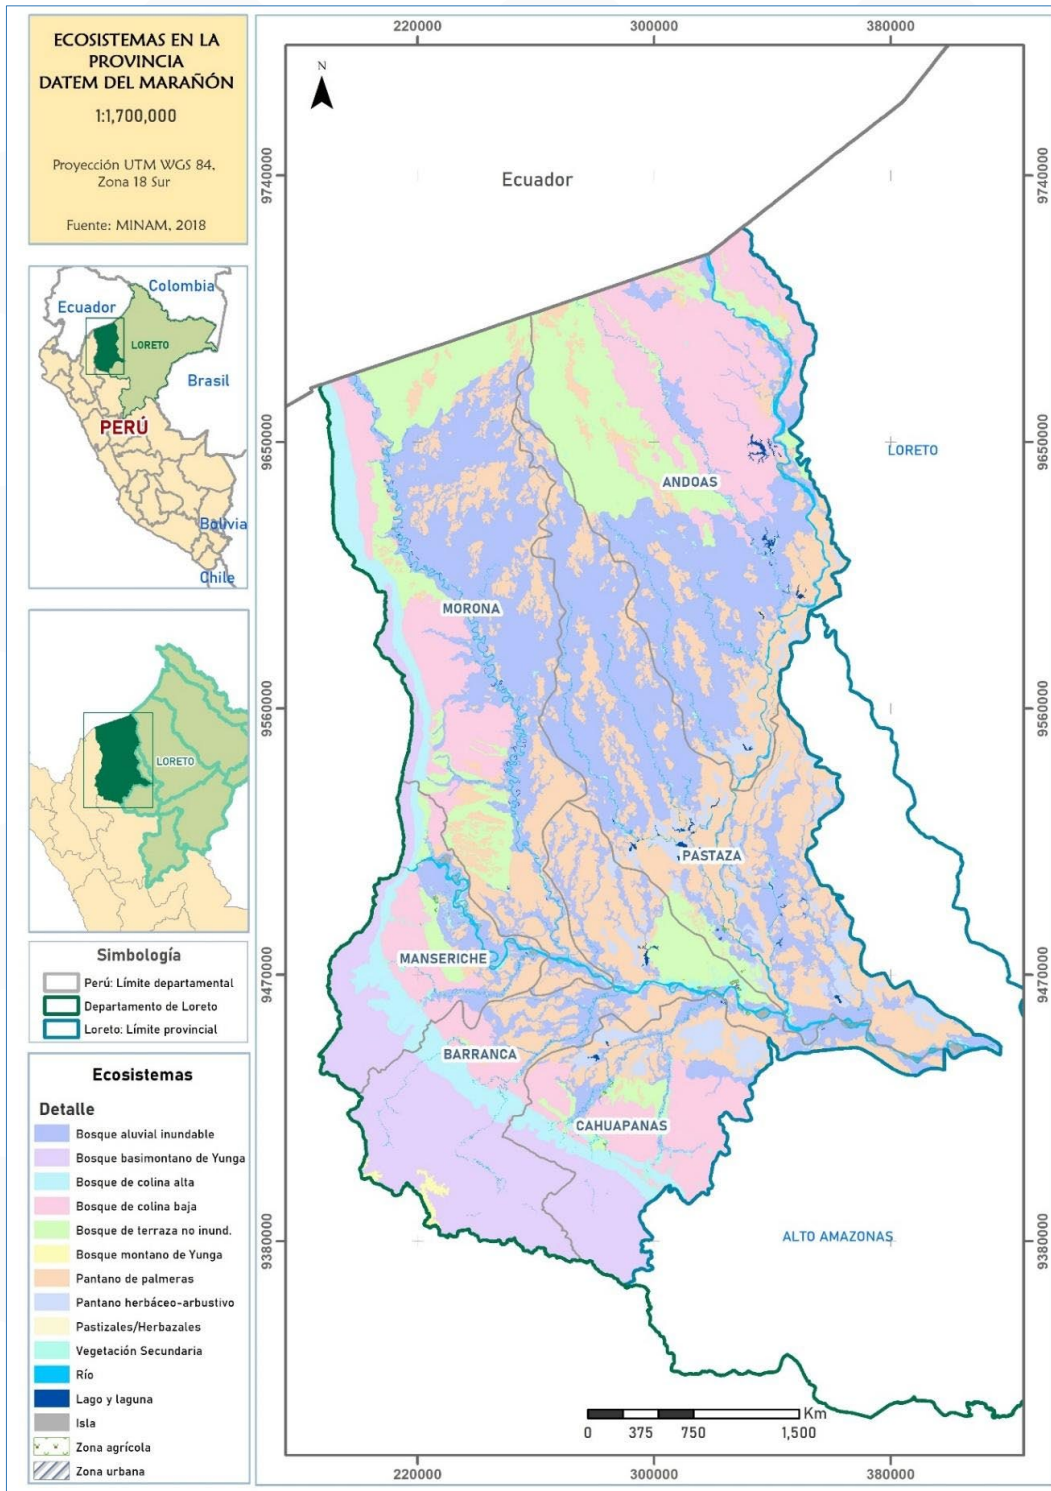 ECOSISTEMAS EN LA
PROVINCIA
DATEM DEL MARAÑÓN
1:1,700,000
Proyección UTM WGS 84,
Zona 18 Sur
Fuente: MINAM, 2018
Colombia
Ecuador
LORETO
Brasil
PERÚ
Bolivia
Chile
LORETO
Simbología
Perú: Límite departamental
Departamento de Loreto
Loreto: Límite provincial
Ecosistemas
Detalle
Bosque aluvial inundable
Bosque basimontano de Yunga
Bosque de colina alta
Bosque de colina baja
Bosque de terraza no inund.
Bosque montano de Yunga
Pantano de palmeras
Pantano herbáceo-arbustivo
Pastizales/Herbazales
Vegetación Secundaria
Río
Lago y laguna
Isla
Zona agrícola
Zona urbana
220000 300000 380000
N
9740000 9740000
Ecuador
9650000 9650000
LORETO
ANDOAS
MORONA
9560000 9560000
PASTAZA
MANSERICHE
9470000 9470000
BARRANCA
CAHUAPANAS
9380000 9380000
ALTO AMAZONAS
Km
0 375 750 1,500
220000 300000 380000